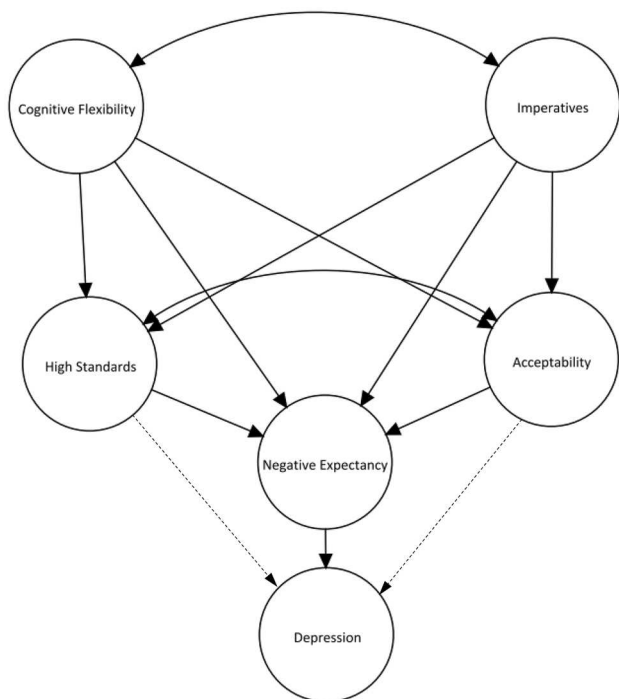 Cognitive Flexibility
Imperatives
High Standards
Acceptability
Negative Expectancy
Depression